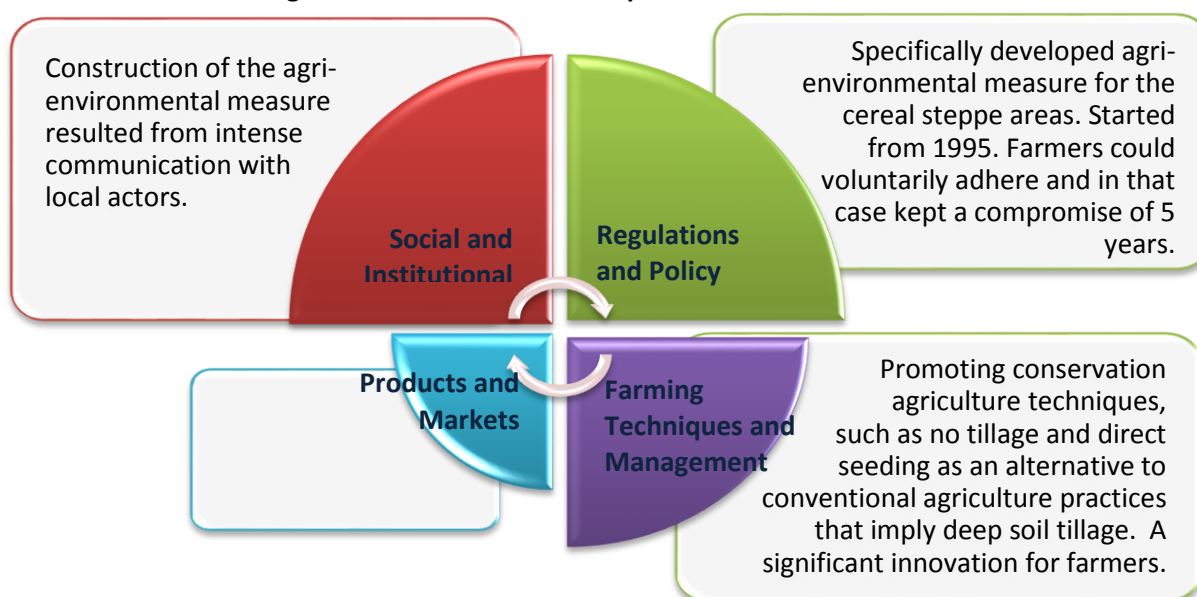 Construction of the agri-
environmental measure
resulted from intense
communication with
local actors.
Specifically developed agri-
environmental measure for the
cereal steppe areas. Started
from 1995. Farmers could
voluntarily adhere and in that
case kept a compromise of 5
years.
Social and
Institutional
Regulations
and Policy
Products and
Markets
Farming
Techniques and
Management
Promoting conservation
agriculture techniques,
such as no tillage and direct
seeding as an alternative to
conventional agriculture practices
that imply deep soil tillage.  A
significant innovation for farmers.